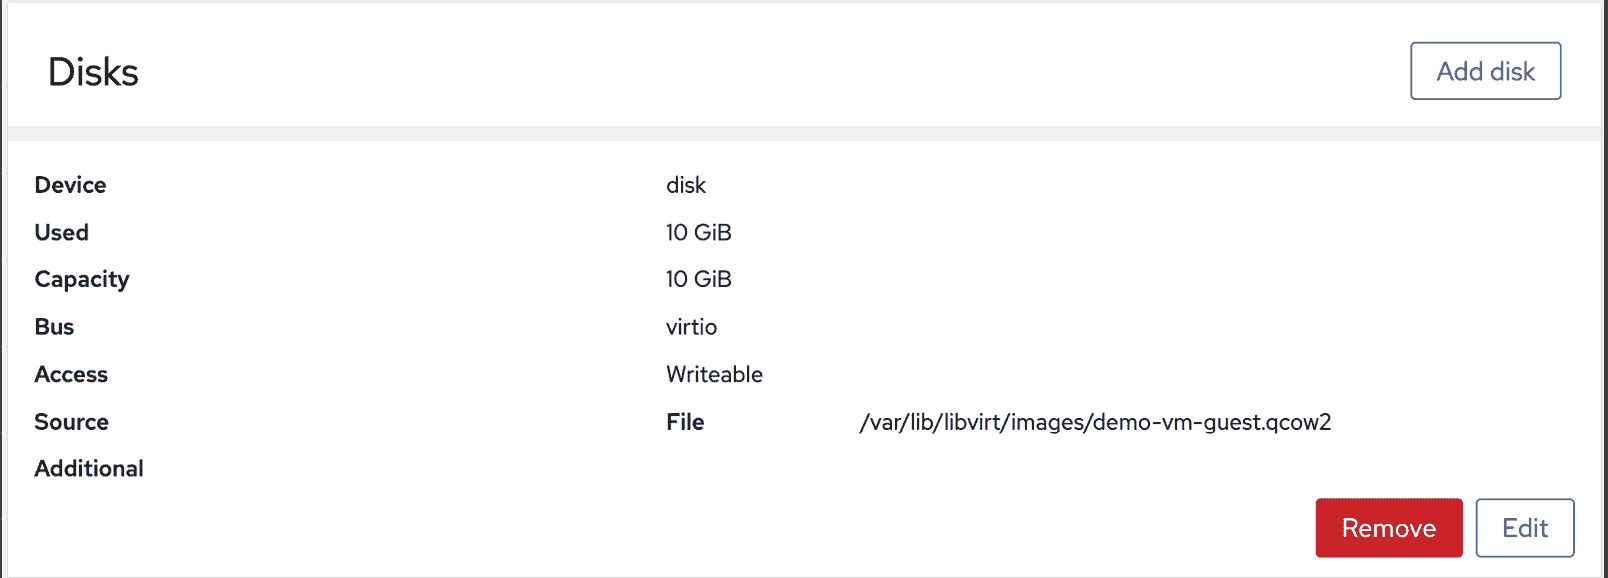 Disks
Add disk
Device disk
Used 10 GiB
Capacity 10 GiB
Bus virtio
Access Writeable
Source File /var/lib/libvirt/images/demo-vm-guest.qcow2
Additional
Remove Edit